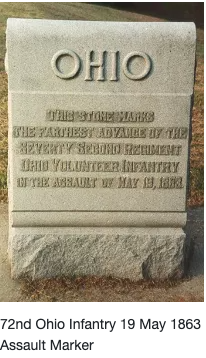 OHIO
THIS STONE MARKS
THE FARTHEST ADVANCE OF THE
SEVENTY SECOND REGIMENT
OHIO VOLUNTEER INFANTRY
IN THE ASSAULT OF MAY 19, 1863.
72nd Ohio Infantry 19 May 1863
Assault Marker